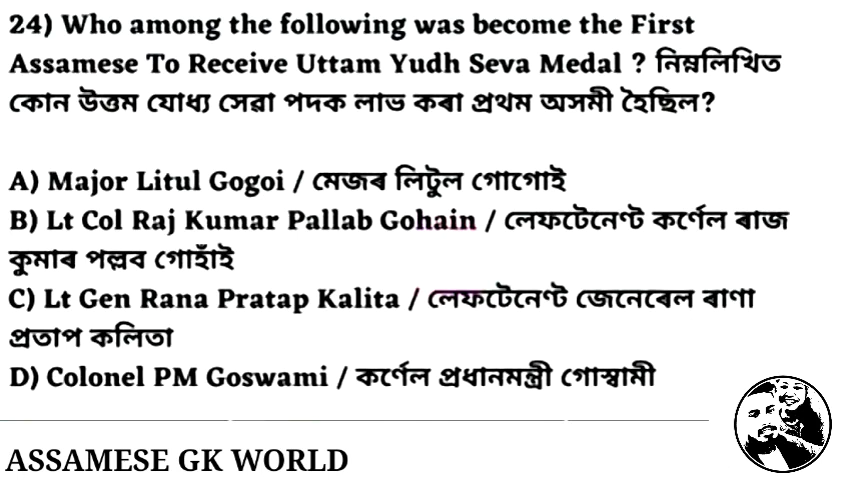 24) Who among the following was become the First
Assamese To Receive Uttam Yudh Seva Medal ? নিম্নলিখিত
কোন উত্তম যোধ্য সেৱা পদক লাভ কৰা প্ৰথম অসমী হৈছিল?
A) Major Litul Gogoi / মেজৰ লিটুল গোগোই
B) Lt Col Raj Kumar Pallab Gohain / লেফটেনেণ্ট কৰ্ণেল ৰাজ
কুমাৰ পল্লব গোহাঁই
C) Lt Gen Rana Pratap Kalita / লেফটেনেণ্ট জেনেৰেল ৰাণা
প্ৰতাপ কলিতা
D) Colonel PM Goswami / কৰ্ণেল প্ৰধানমন্ত্ৰী গোস্বামী
ASSAMESE GK WORLD